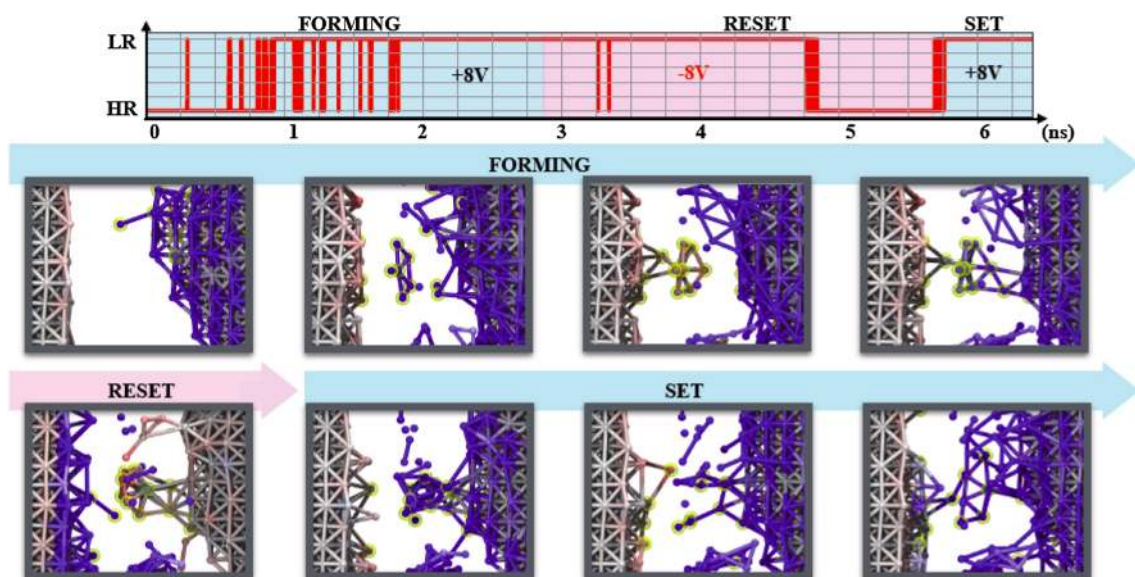 FORMING RESET SET
LR
+8V -8V +8V
HR
0 1 2 3 4 5 6 (ns)
FORMING
RESET SET